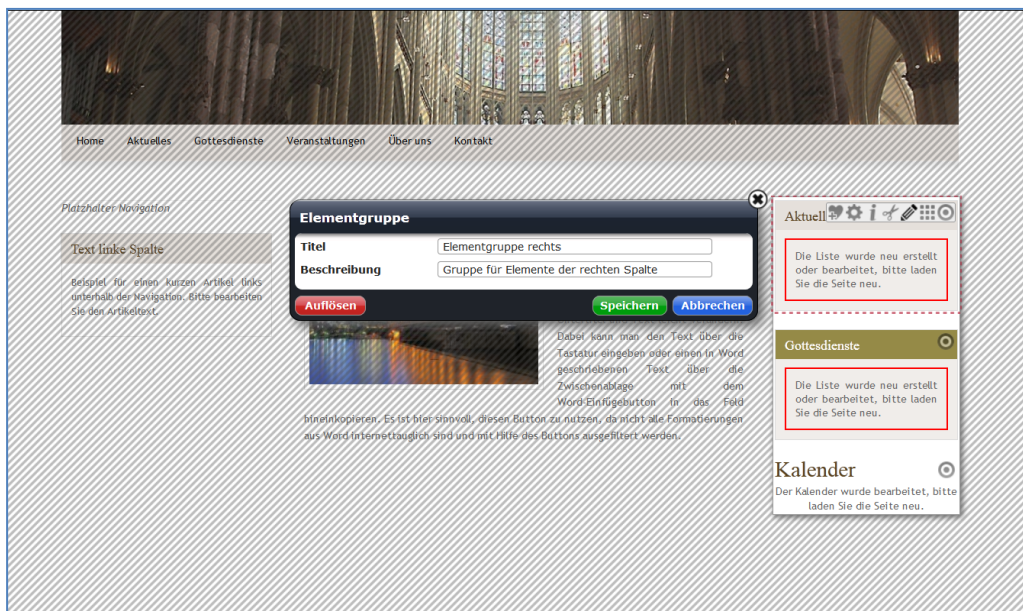 Home Aktuelles Gottesdienste Veranstaltungen Über uns Kontakt
Platzhalter Navigation
Text linke Spalte
Beispiel für einen kurzen Artikel links
unterhalb der Navigation. Bitte bearbeiten
Sie den Artikeltext.
Elementgruppe
Titel Elementgruppe rechts
Beschreibung Gruppe für Elemente der rechten Spalte
Auflösen Speichern Abbrechen
Dabei kann man den Text über die
Tastatur eingeben oder einen in Word
geschriebenen Text über die
Zwischenablage mit dem
Word-Einfügebutton in das Feld
hineinkopieren. Es ist hier sinnvoll, diesen Button zu nutzen, da nicht alle Formatierungen
aus Word internettauglich sind und mit Hilfe des Buttons ausgefiltert werden.
Aktuell
Die Liste wurde neu erstellt
oder bearbeitet, bitte laden
Sie die Seite neu.
Gottesdienste
Die Liste wurde neu erstellt
oder bearbeitet, bitte laden
Sie die Seite neu.
Kalender
Der Kalender wurde bearbeitet, bitte
laden Sie die Seite neu.